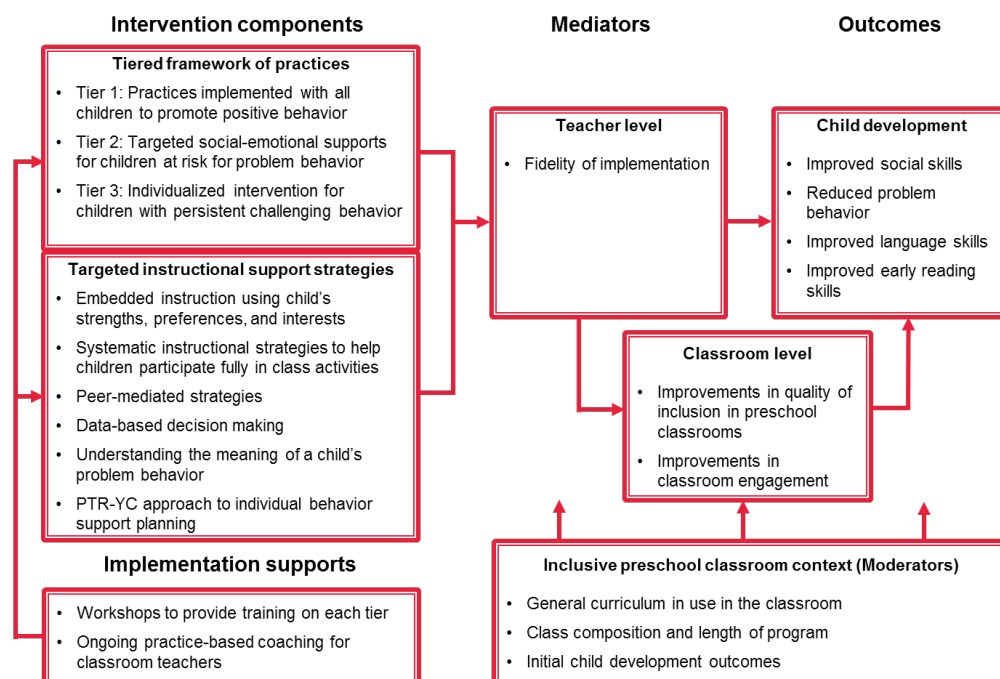 Intervention components
Tiered framework of practices
• Tier 1: Practices implemented with all
children to promote positive behavior
• Tier 2: Targeted social-emotional supports
for children at risk for problem behavior
• Tier 3: Individualized intervention for
children with persistent challenging behavior
Targeted instructional support strategies
• Embedded instruction using child's
strengths, preferences, and interests
• Systematic instructional strategies to help
children participate fully in class activities
• Peer-mediated strategies
• Data-based decision making
• Understanding the meaning of a child's
problem behavior
• PTR-YC approach to individual behavior
support planning
Implementation supports
• Workshops to provide training on each tier
• Ongoing practice-based coaching for
classroom teachers
Mediators
Teacher level
• Fidelity of implementation
Classroom level
• Improvements in quality of
inclusion in preschool
classrooms
• Improvements in
classroom engagement
Outcomes
Child development
• Improved social skills
• Reduced problem
behavior
• Improved language skills
• Improved early reading
skills
Inclusive preschool classroom context (Moderators)
• General curriculum in use in the classroom
• Class composition and length of program
• Initial child development outcomes